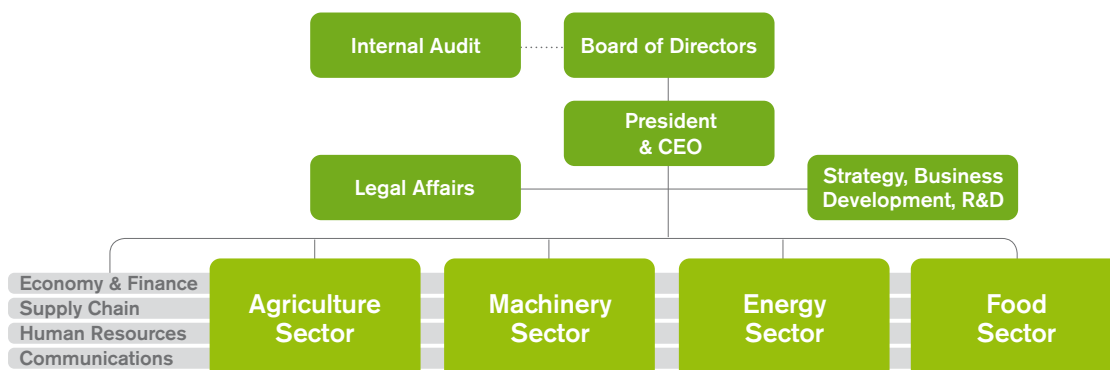 Internal Audit
Board of Directors
President
& CEO
Legal Affairs
Strategy, Business
Development, R&D
Economy & Finance
Supply Chain
Human Resources
Communications
Agriculture
Sector
Machinery
Sector
Energy
Sector
Food
Sector